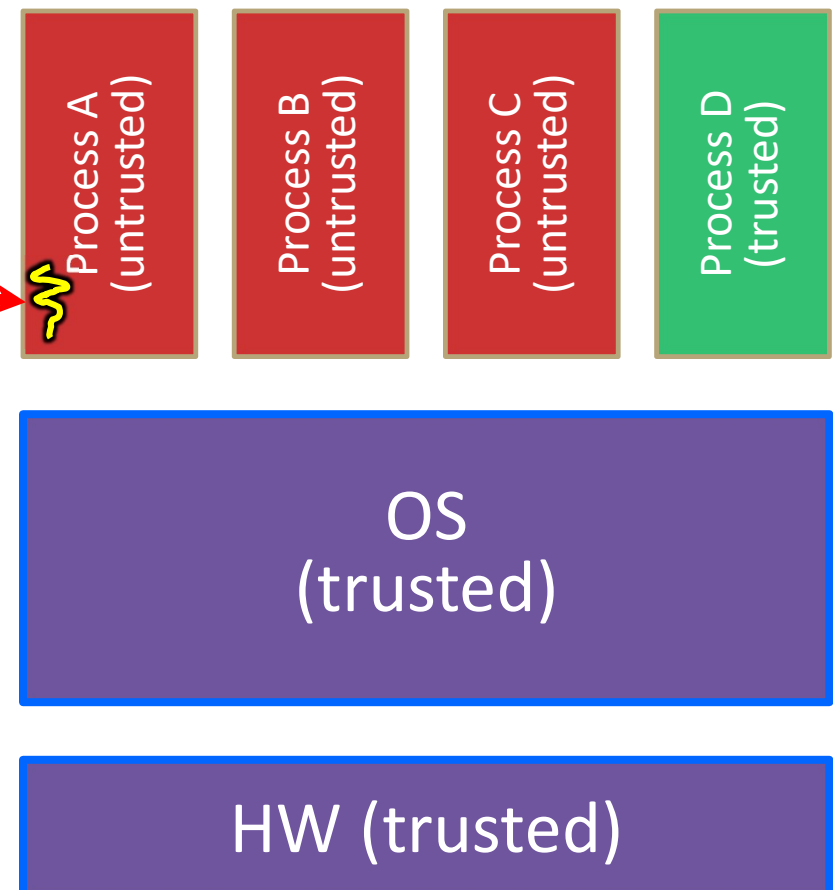 Process A
(untrusted)
Process B
(untrusted)
Process C
(untrusted)
Process D
(trusted)
OS
(trusted)
HW (trusted)